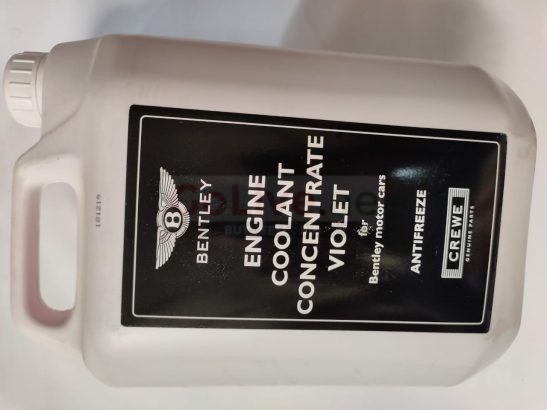 B
BENTLEY
ENGINE
COOLANT
CONCENTRATE
VIOLET
for
Bentley motor cars
ANTIFREEZE
CREWE
GENUINE PARTS
181219